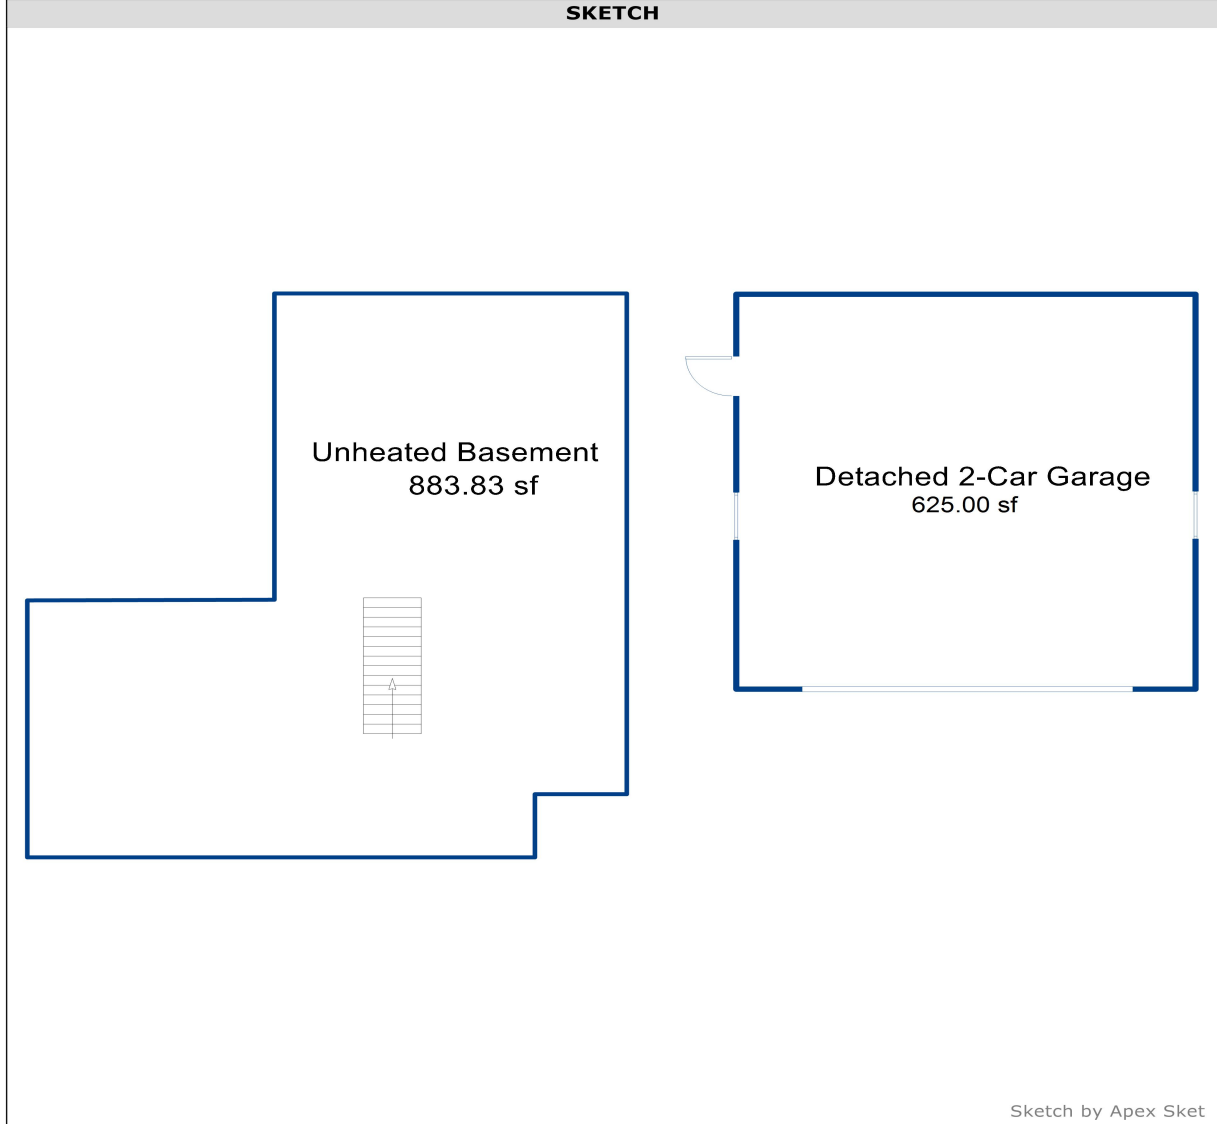 SKETCH
Unheated Basement
883.83 sf
Detached 2-Car Garage
625.00 sf
Sketch by Apex Sket